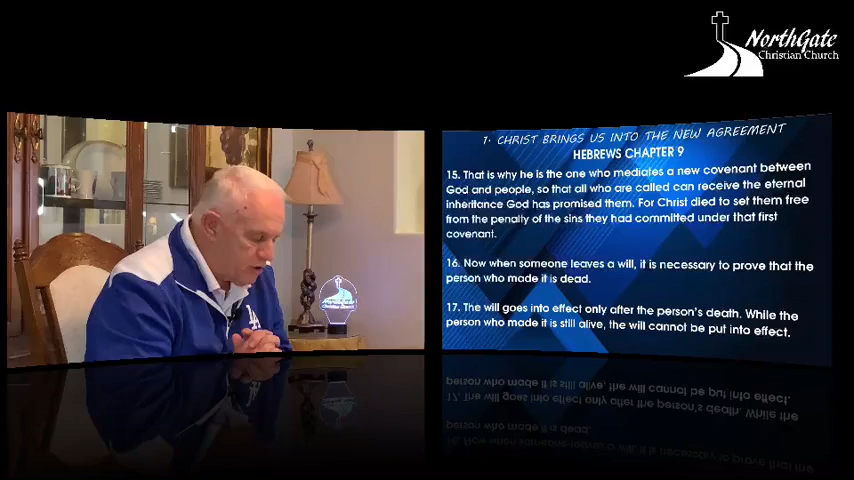 NorthGate
Christian Church
1. CHRIST BRINGS US INTO THE NEW AGREEMENT
HEBREWS CHAPTER 9
15. That is why he is the one who mediates a new covenant between
God and people, so that all who are called can receive the eternal
inheritance God has promised them. For Christ died to set them free
from the penalty of the sins they had committed under that first
covenant.
16. Now when someone leaves a will, it is necessary to prove that the
person who made it is dead.
17. The will goes into effect only after the person's death. While the
person who made it is still alive, the will cannot be put into effect.
LA
NorthGate
Christian Church